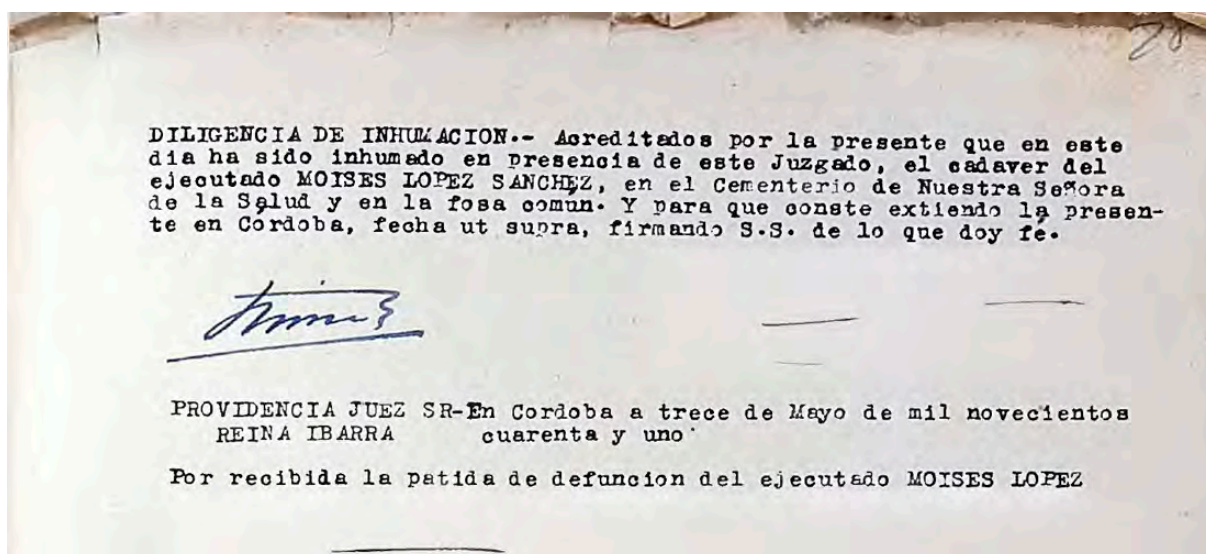 28
DILIGENCIA DE INHUMACION.- Acreditados por la presente que en este
dia ha sido inhumado en presencia de este Juzgado, el cadaver del
ejecutado MOISES LOPEZ SANCHEZ, en el Cementerio de Nuestra Señora
de la Salud y en la fosa comun. Y para que conste extiendo la presen-
te en Cordoba, fecha ut supra, firmando S.S. de lo que doy fe.
PROVIDENCIA JUEZ SR-En Cordoba a trece de Mayo de mil novecientos
REINA IBARRA cuarenta y uno
Por recibida la patida de defuncion del ejecutado MOISES LOPEZ